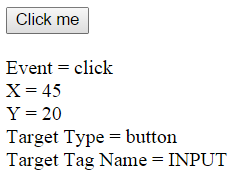 Click me
Event = click
X = 45
Y = 20
Target Type = button
Target Tag Name = INPUT